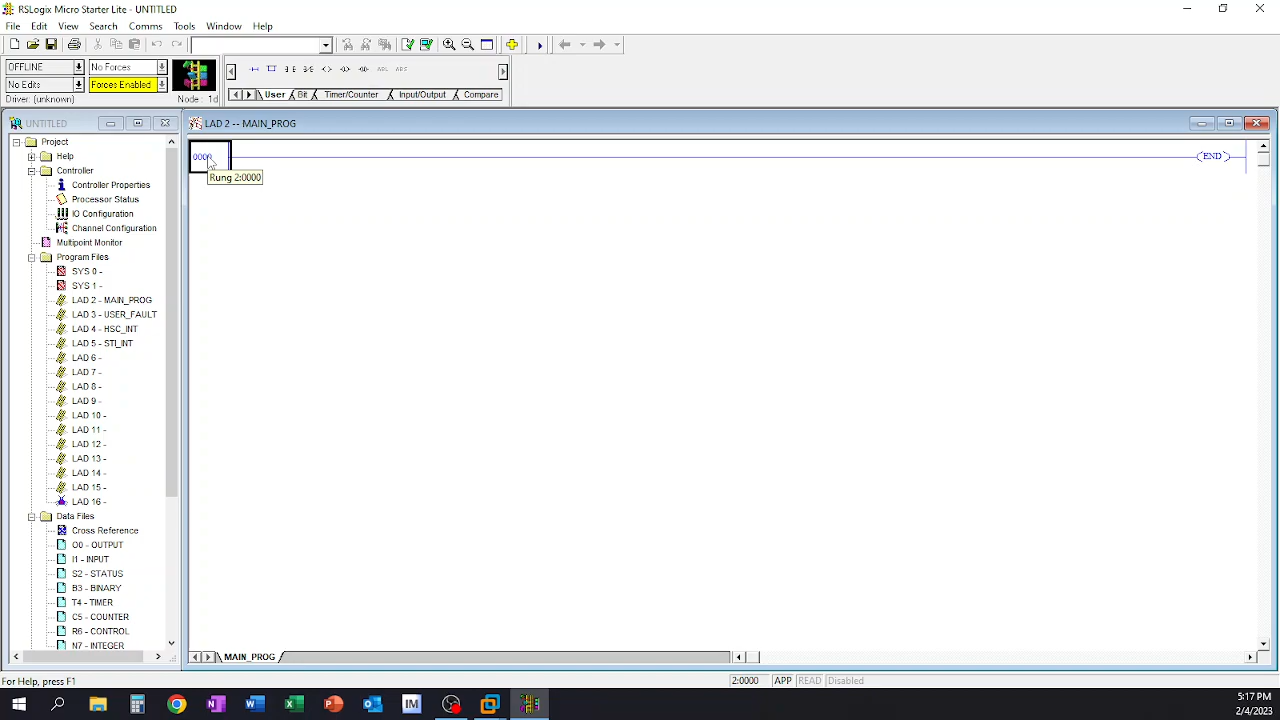 RSLogix Micro Starter Lite - UNTITLED
File Edit View Search Comms Tools Window Help
OFFLINE No Forces
No Edits Forces Enabled
Driver: (unknown) Node : 1d
User Bit Timer/Counter Input/Output Compare
UNTITLED
LAD 2 -- MAIN_PROG
Project
Help
Controller
Controller Properties
Processor Status
IO Configuration
Channel Configuration
Multipoint Monitor
Program Files
SYS 0 -
SYS 1 -
LAD 2 - MAIN_PROG
LAD 3 - USER_FAULT
LAD 4 - HSC_INT
LAD 5 - STI_INT
LAD 6 -
LAD 7 -
LAD 8 -
LAD 9 -
LAD 10 -
LAD 11 -
LAD 12 -
LAD 13 -
LAD 14 -
LAD 15 -
LAD 16 -
Data Files
Cross Reference
O0 - OUTPUT
I1 - INPUT
S2 - STATUS
B3 - BINARY
T4 - TIMER
C5 - COUNTER
R6 - CONTROL
N7 - INTEGER
0000
Rung 2:0000
END
MAIN_PROG
For Help, press F1
2:0000 APP READ Disabled
5:17 PM
2/4/2023